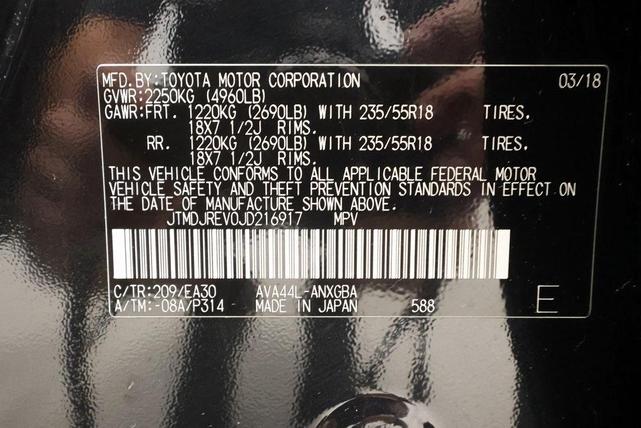 MFD.BY:TOYOTA MOTOR CORPORATION 03/18
GVWR:2250KG (4960LB)
GAWR:FRT. 1220KG (2690LB) WITH 235/55R18 TIRES.
18X7 1/2J RIMS.
RR. 1220KG (2690LB) WITH 235/55R18 TIRES.
18X7 1/2J RIMS.
THIS VEHICLE CONFORMS TO ALL APPLICABLE FEDERAL MOTOR
VEHICLE SAFETY AND THEFT PREVENTION STANDARDS IN EFFECT ON
THE DATE OF MANUFACTURE SHOWN ABOVE.
JTMDJREV0JD216917 MPV
C/TR:209/EA30 AVA44L-ANXGBA
A/TM:-08A/P314 MADE IN JAPAN 588 E